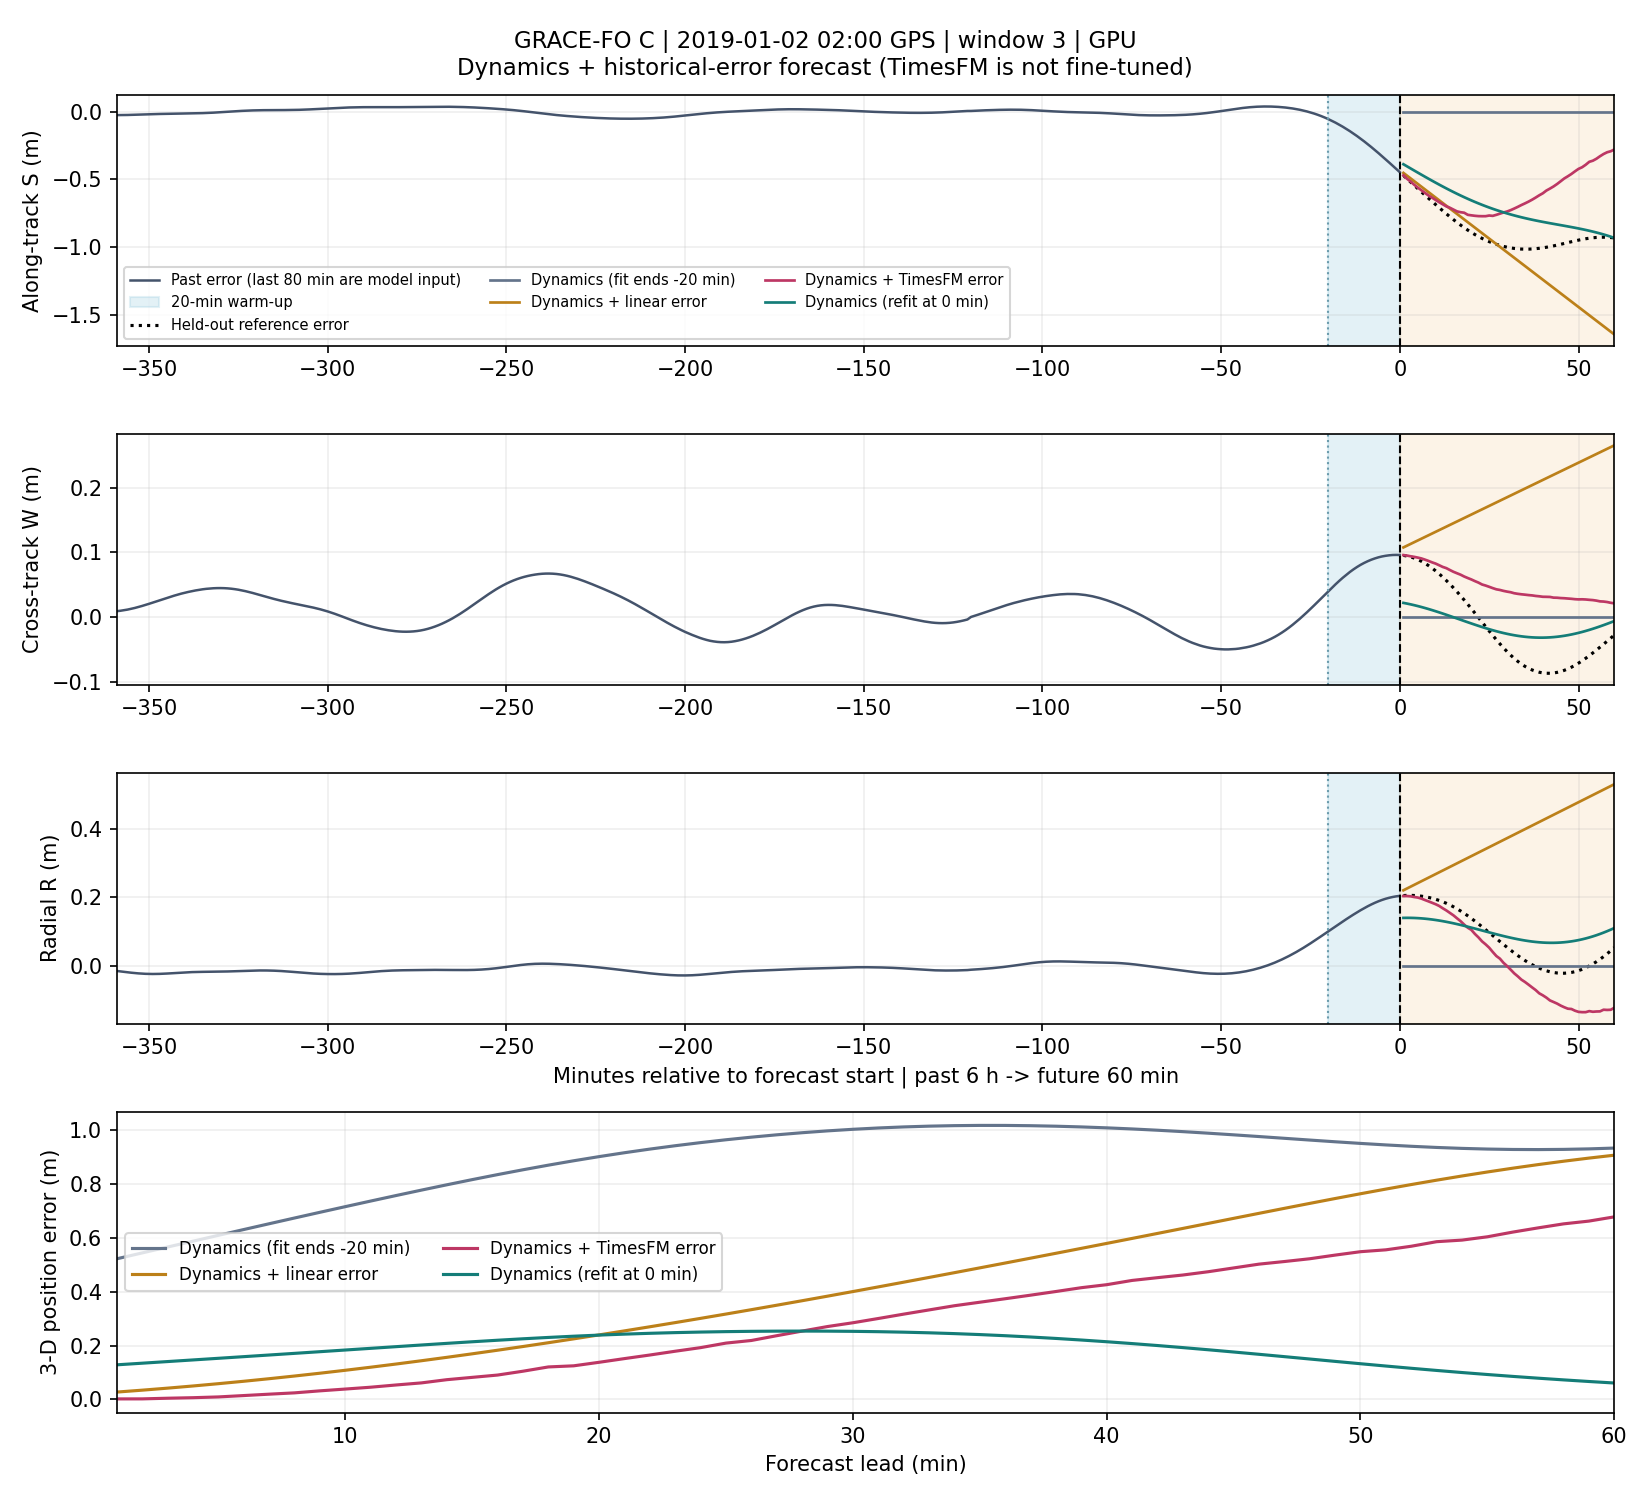 GRACE-FO C | 2019-01-02 02:00 GPS | window 3 | GPU
Dynamics + historical-error forecast (TimesFM is not fine-tuned)
Along-track S (m)
0.0
−0.5
−1.0
−1.5
Past error (last 80 min are model input)
20-min warm-up
Held-out reference error
Dynamics (fit ends -20 min)
Dynamics + linear error
Dynamics + TimesFM error
Dynamics (refit at 0 min)
−350 −300 −250 −200 −150 −100 −50 0 50
Cross-track W (m)
0.2
0.1
0.0
−0.1
−350 −300 −250 −200 −150 −100 −50 0 50
Radial R (m)
0.4
0.2
0.0
−350 −300 −250 −200 −150 −100 −50 0 50
Minutes relative to forecast start | past 6 h -> future 60 min
3-D position error (m)
1.0
0.8
0.6
0.4
0.2
0.0
Dynamics (fit ends -20 min)
Dynamics + linear error
Dynamics + TimesFM error
Dynamics (refit at 0 min)
10 20 30 40 50 60
Forecast lead (min)